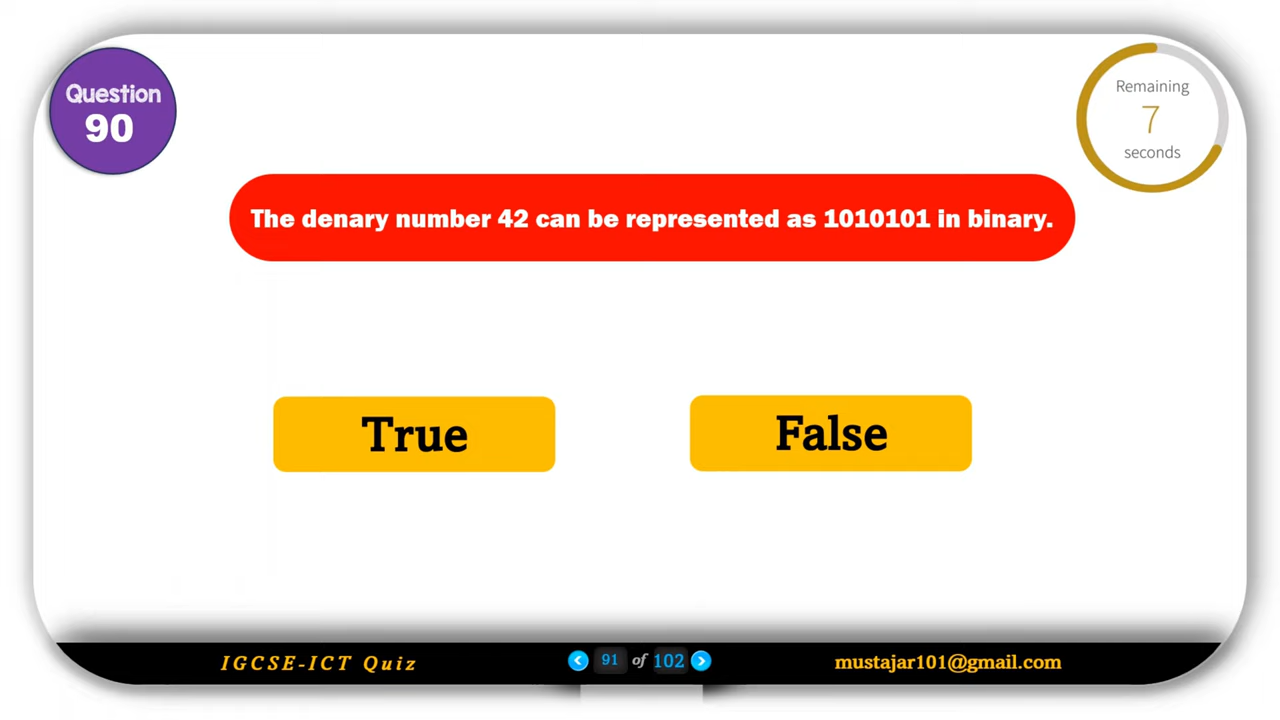 Question
90
Remaining
7
seconds
The denary number 42 can be represented as 1010101 in binary.
True
False
IGCSE-ICT Quiz
91 of 102
mustajar101@gmail.com